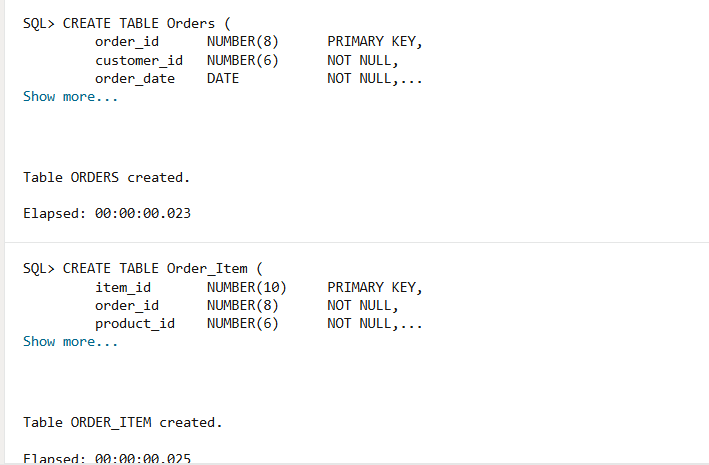 SQL> CREATE TABLE Orders (
order_id NUMBER(8) PRIMARY KEY,
customer_id NUMBER(6) NOT NULL,
order_date DATE NOT NULL,...
Show more...
Table ORDERS created.
Elapsed: 00:00:00.023
SQL> CREATE TABLE Order_Item (
item_id NUMBER(10) PRIMARY KEY,
order_id NUMBER(8) NOT NULL,
product_id NUMBER(6) NOT NULL,...
Show more...
Table ORDER_ITEM created.
Elapsed: 00:00:00.025